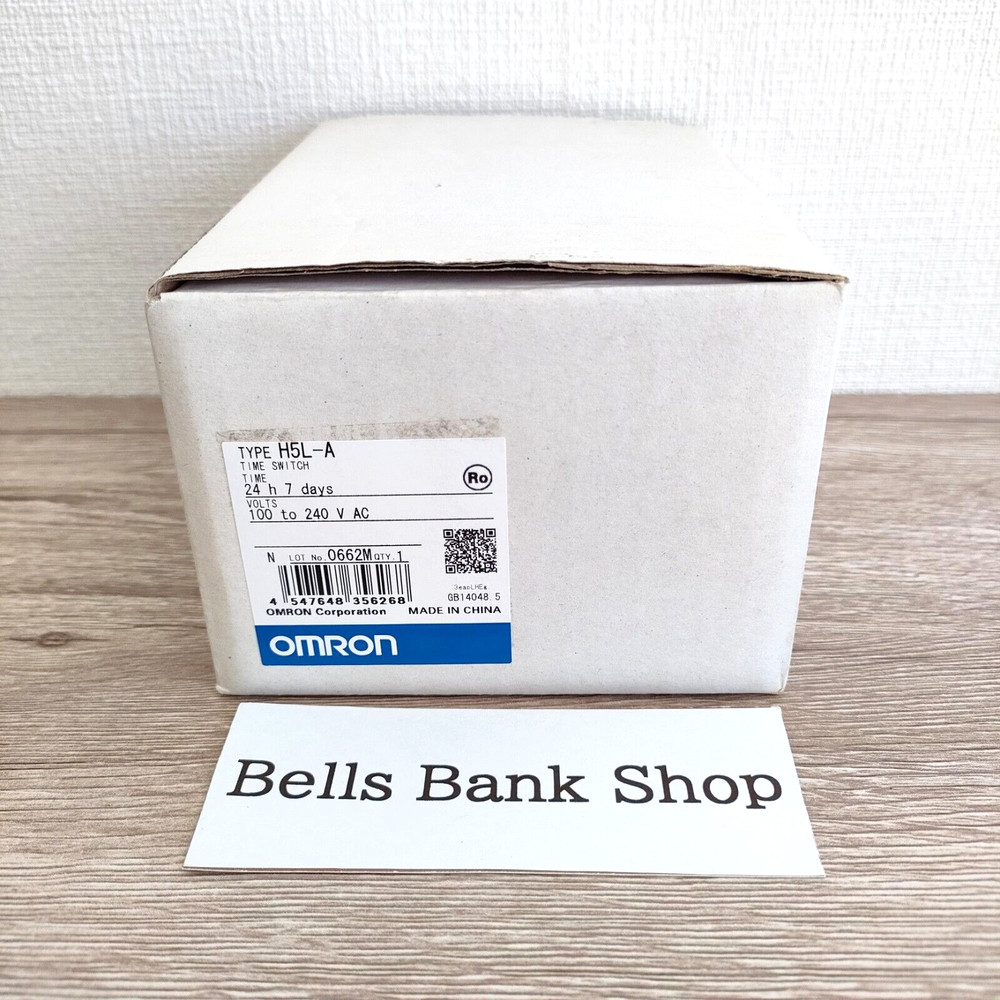 TYPE H5L-A
TIME SWITCH
TIME
24 h 7 days
Ro
VOLTS
100 to 240 V AC
N LOT No. 0662M QTY. 1
4 547648 356268
GB14048.5
OMRON Corporation MADE IN CHINA
OMRON
Bells Bank Shop